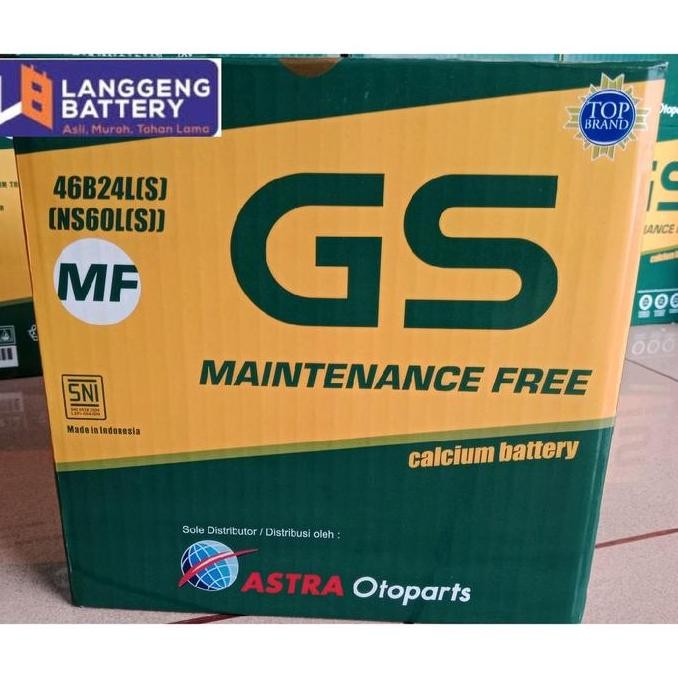 LANGGENG
BATTERY
Asli, Murah, Tahan Lama
TOP
BRAND
46B24L(S)
(NS60L(S))
GS
MF
MAINTENANCE FREE
SNI
Made in Indonesia
calcium battery
Sole Distributor / Distribusi oleh :
ASTRA Otoparts